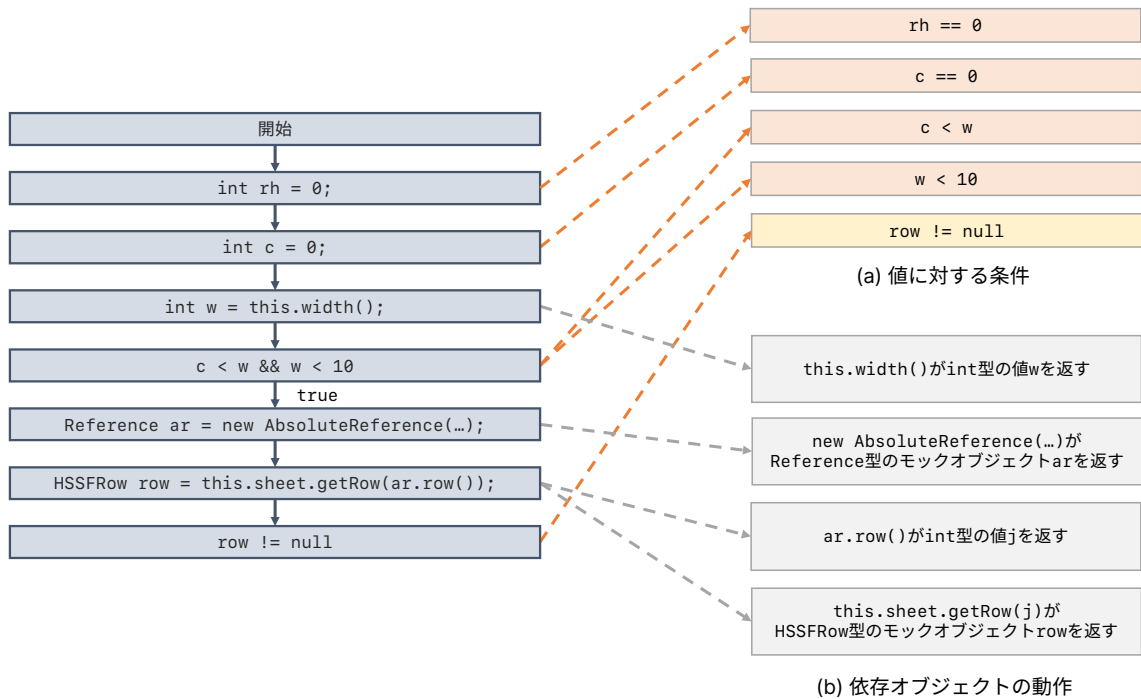 開始
int rh = 0;
int c = 0;
int w = this.width();
c < w && w < 10
true
Reference ar = new AbsoluteReference(…);
HSSFRow row = this.sheet.getRow(ar.row());
row != null
rh == 0
c == 0
c < w
w < 10
row != null
(a) 値に対する条件
this.width()がint型の値wを返す
new AbsoluteReference(…)が
Reference型のモックオブジェクトarを返す
ar.row()がint型の値jを返す
this.sheet.getRow(j)が
HSSFRow型のモックオブジェクトrowを返す
(b) 依存オブジェクトの動作